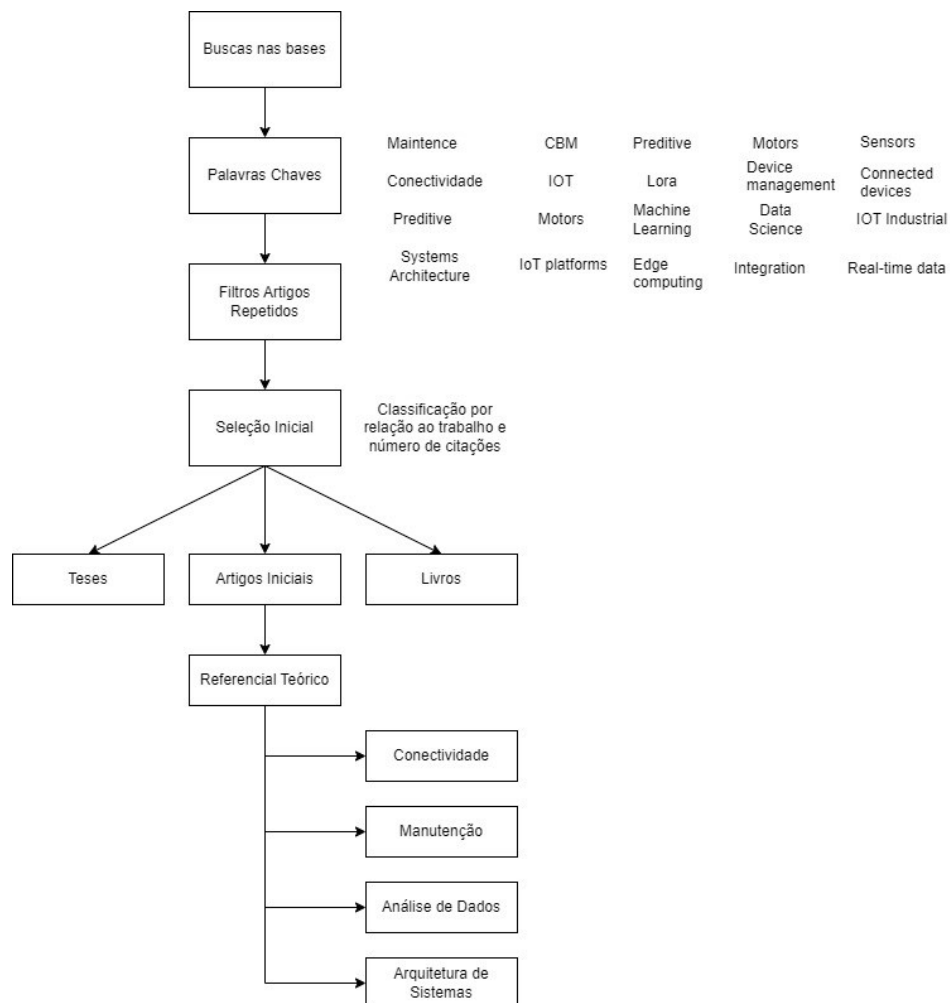 Buscas nas bases
Palavras Chaves
Maintence
CBM
Preditive
Motors
Sensors
Conectividade
IOT
Lora
Device
management
Connected
devices
Preditive
Motors
Machine
Learning
Data
Science
IOT Industrial
Systems
Architecture
IoT platforms
Edge
computing
Integration
Real-time data
Filtros Artigos
Repetidos
Seleção Inicial
Classificação por
relação ao trabalho e
número de citações
Teses
Artigos Iniciais
Livros
Referencial Teórico
Conectividade
Manutenção
Análise de Dados
Arquitetura de
Sistemas